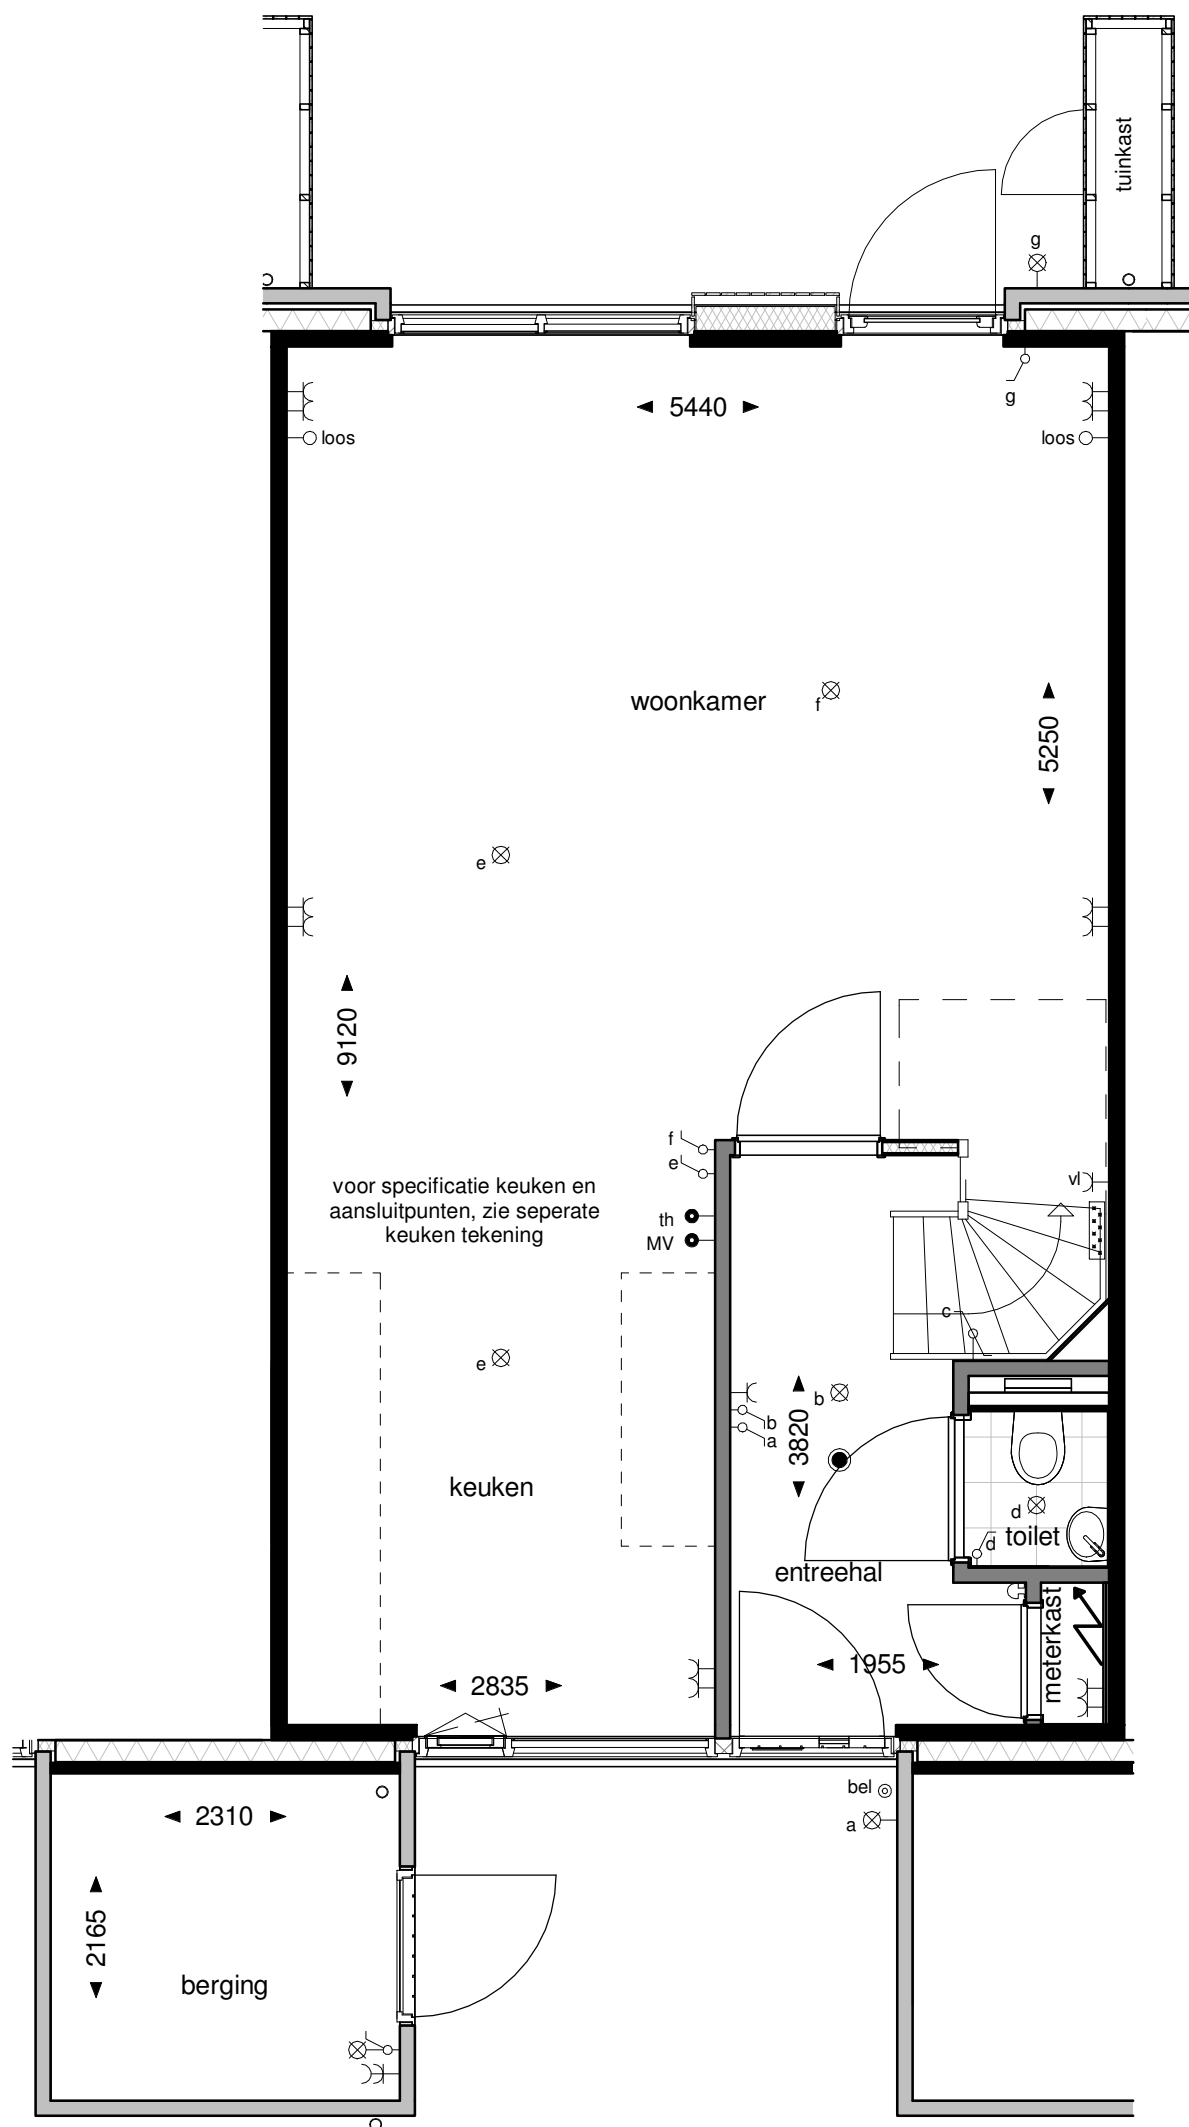 tuinkast
g
g
5440
loos
loos
woonkamer
f
5250
e
9120
f
e
vl
voor specificatie keuken en
aansluitpunten, zie seperate
keuken tekening
th
MV
c
e
b
b
a
3820
keuken
d
d
toilet
entreehal
meterkast
1955
2835
bel
a
2310
2165
berging